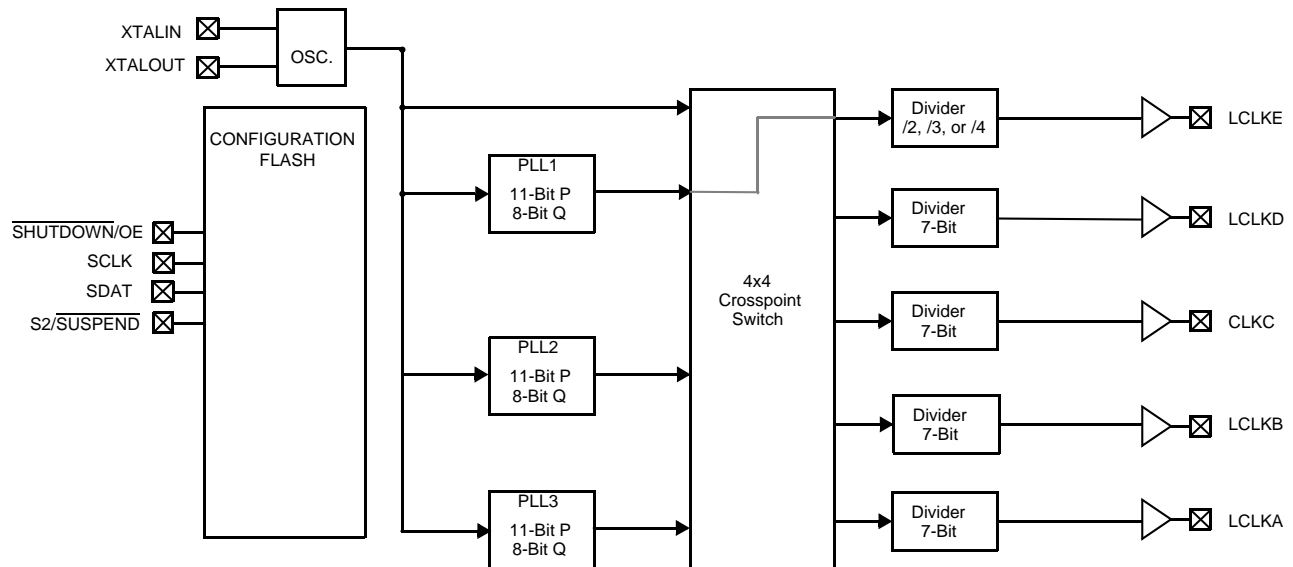 XTALIN
XTALOUT
OSC.
CONFIGURATION
FLASH
SHUTDOWN/OE
SCLK
SDAT
S2/SUSPEND
PLL1
11-Bit P
8-Bit Q
PLL2
11-Bit P
8-Bit Q
PLL3
11-Bit P
8-Bit Q
4x4
Crosspoint
Switch
Divider
/2, /3, or /4
LCLKE
Divider
7-Bit
LCLKD
Divider
7-Bit
CLKC
Divider
7-Bit
LCLKB
Divider
7-Bit
LCLKA